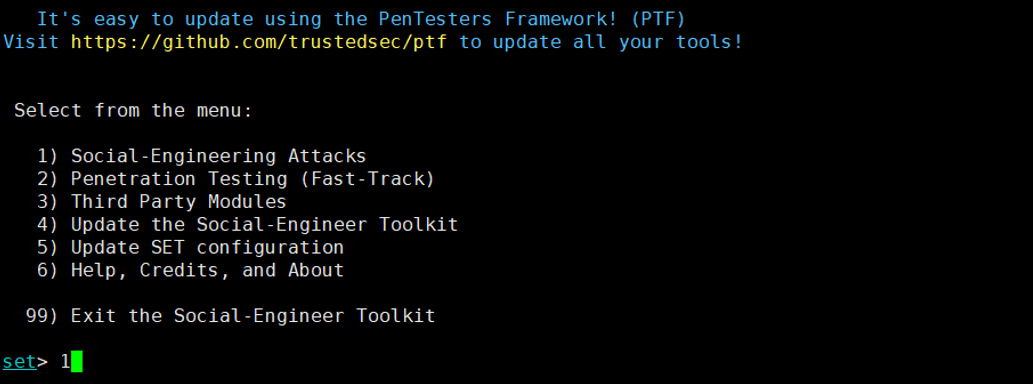 It's easy to update using the PenTesters Framework! (PTF)
Visit https://github.com/trustedsec/ptf to update all your tools!
Select from the menu:
1) Social-Engineering Attacks
2) Penetration Testing (Fast-Track)
3) Third Party Modules
4) Update the Social-Engineer Toolkit
5) Update SET configuration
6) Help, Credits, and About
99) Exit the Social-Engineer Toolkit
set> 1